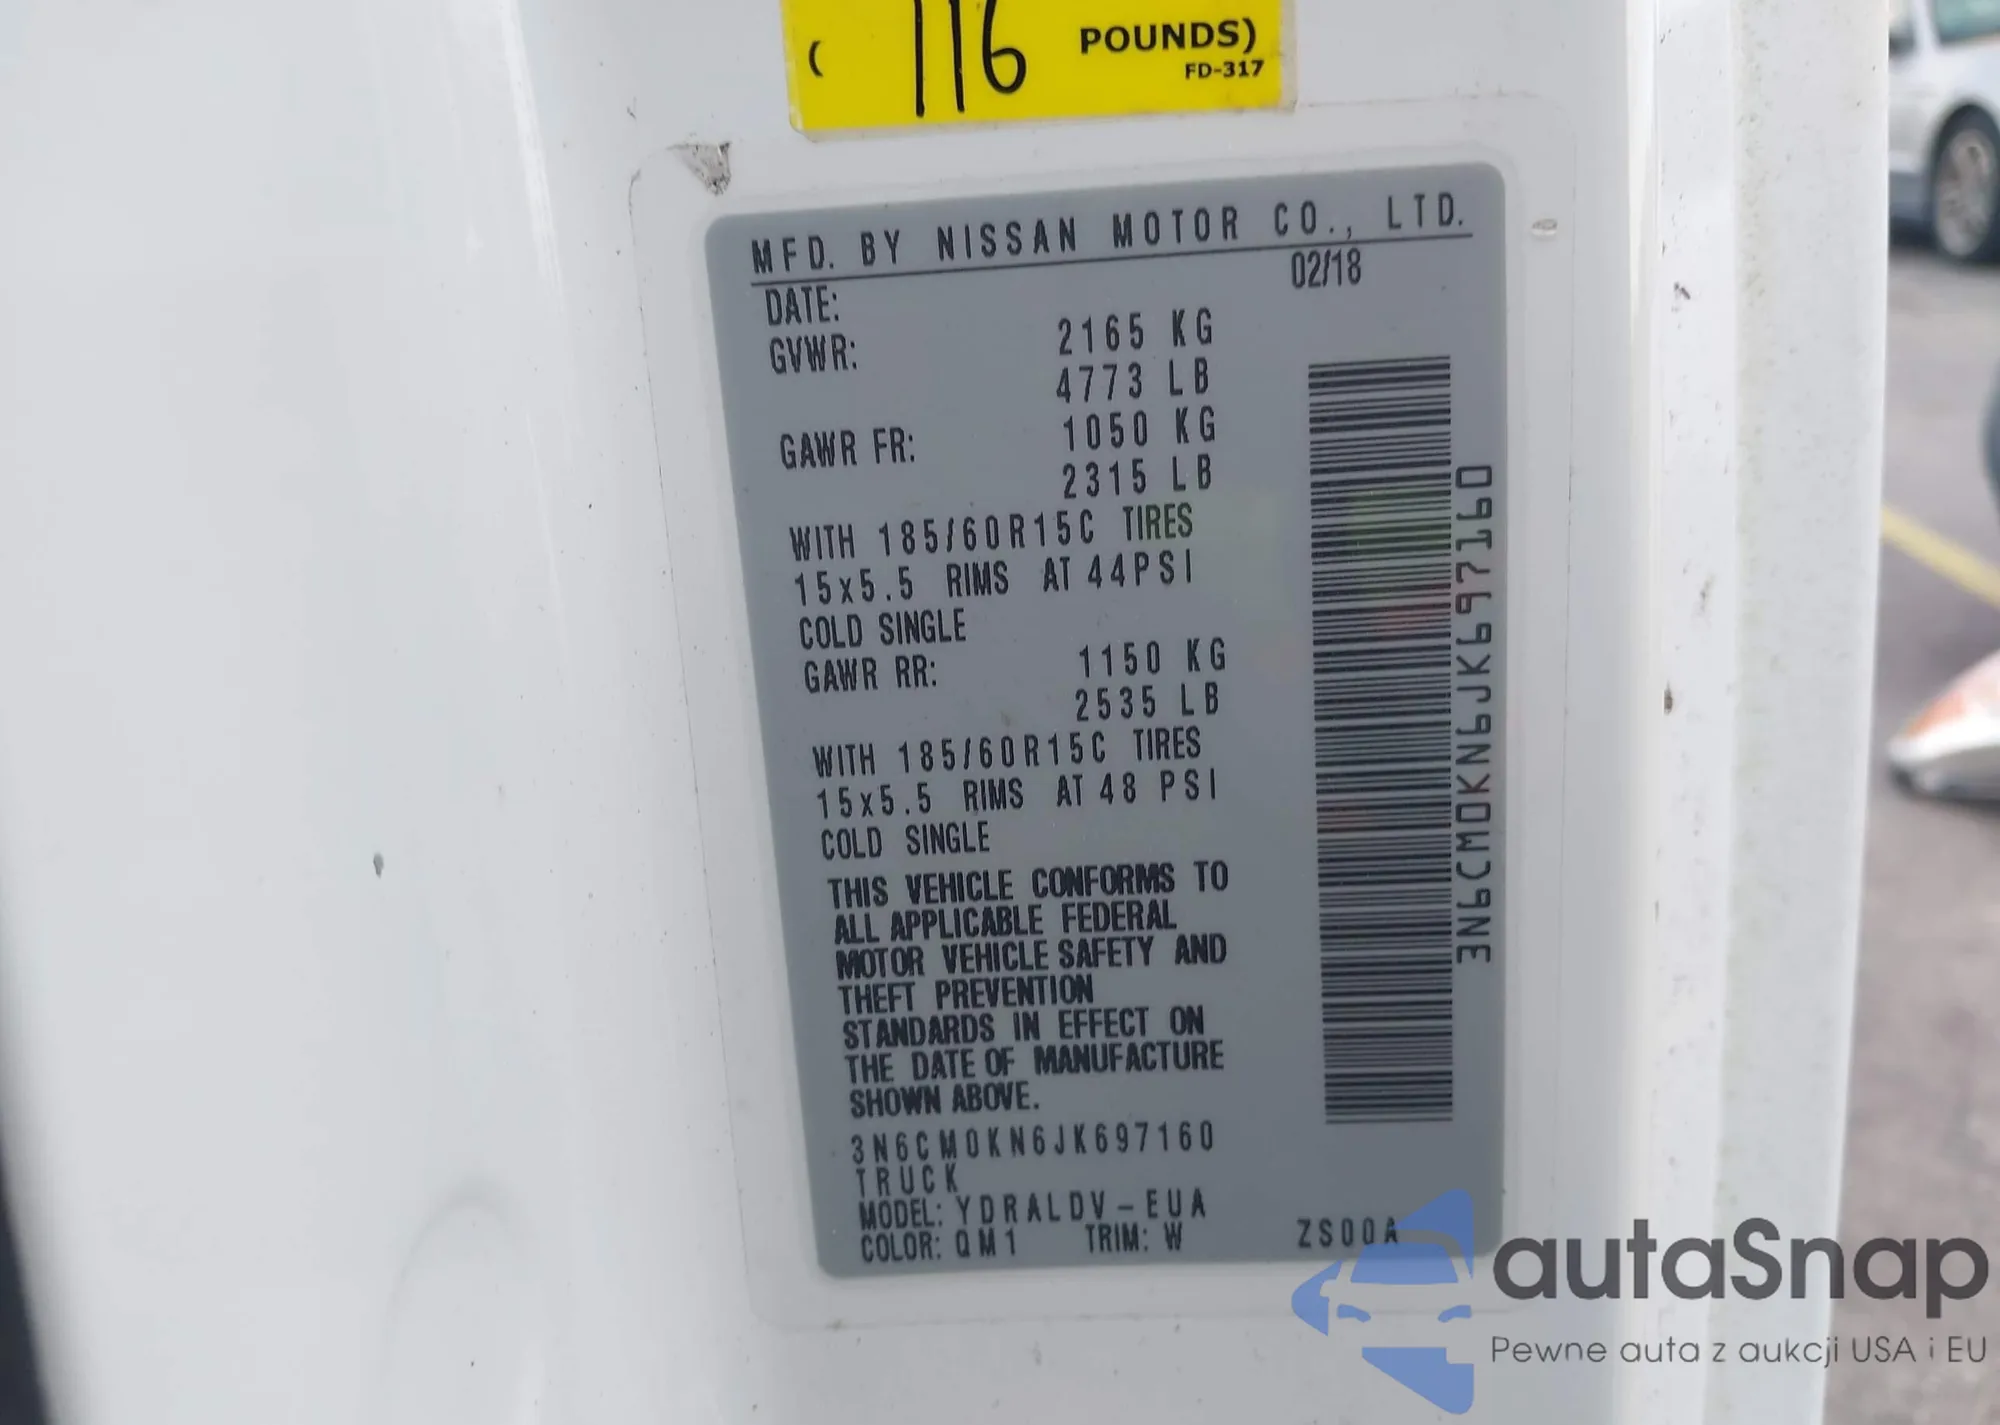 ( 116 POUNDS)
FD-317
MFD. BY NISSAN MOTOR CO., LTD.
DATE: 02/18
GVWR: 2165 KG
4773 LB
GAWR FR: 1050 KG
2315 LB
WITH 185/60R15C TIRES
15x5.5 RIMS AT 44PSI
COLD SINGLE
GAWR RR: 1150 KG
2535 LB
WITH 185/60R15C TIRES
15x5.5 RIMS AT 48 PSI
COLD SINGLE
THIS VEHICLE CONFORMS TO
ALL APPLICABLE FEDERAL
MOTOR VEHICLE SAFETY AND
THEFT PREVENTION
STANDARDS IN EFFECT ON
THE DATE OF MANUFACTURE
SHOWN ABOVE.
3N6CM0KN6JK697160
TRUCK
MODEL: YDRALDV-EUA
COLOR: QM1 TRIM: W ZS00A
3N6CM0KN6JK697160
autaSnap
Pewne auta z aukcji USA i EU